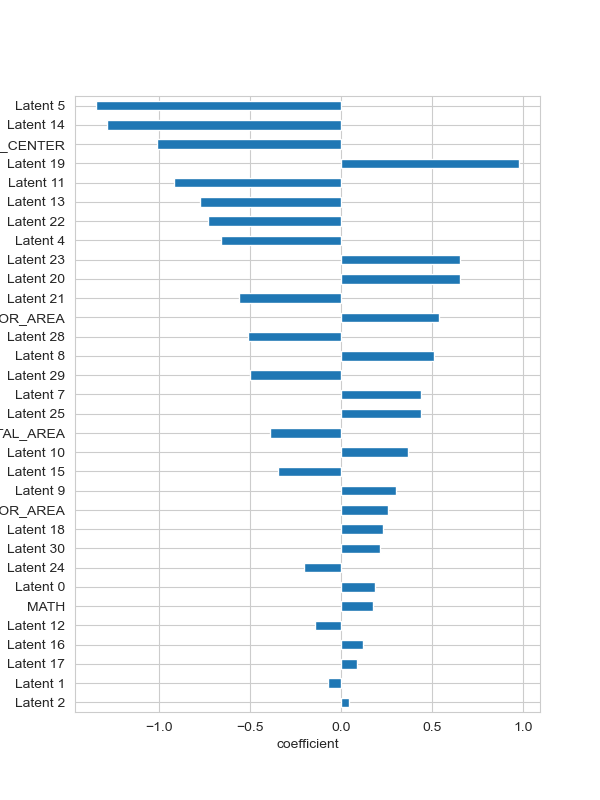 Latent 5
Latent 14
_CENTER
Latent 19
Latent 11
Latent 13
Latent 22
Latent 4
Latent 23
Latent 20
Latent 21
OR_AREA
Latent 28
Latent 8
Latent 29
Latent 7
Latent 25
TAL_AREA
Latent 10
Latent 15
Latent 9
OR_AREA
Latent 18
Latent 30
Latent 24
Latent 0
MATH
Latent 12
Latent 16
Latent 17
Latent 1
Latent 2
−1.0 −0.5 0.0 0.5 1.0
coefficient